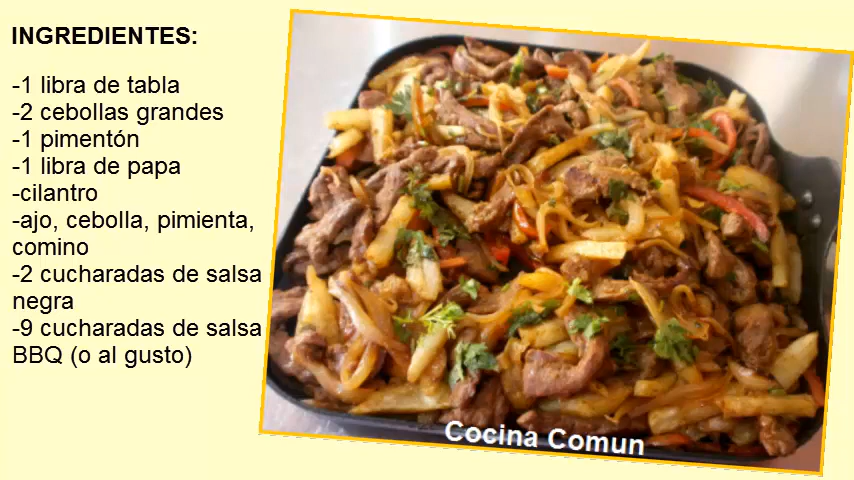 INGREDIENTES:
-1 libra de tabla
-2 cebollas grandes
-1 pimentón
-1 libra de papa
-cilantro
-ajo, cebolla, pimienta,
comino
-2 cucharadas de salsa
negra
-9 cucharadas de salsa
BBQ (o al gusto)
Cocina Comun